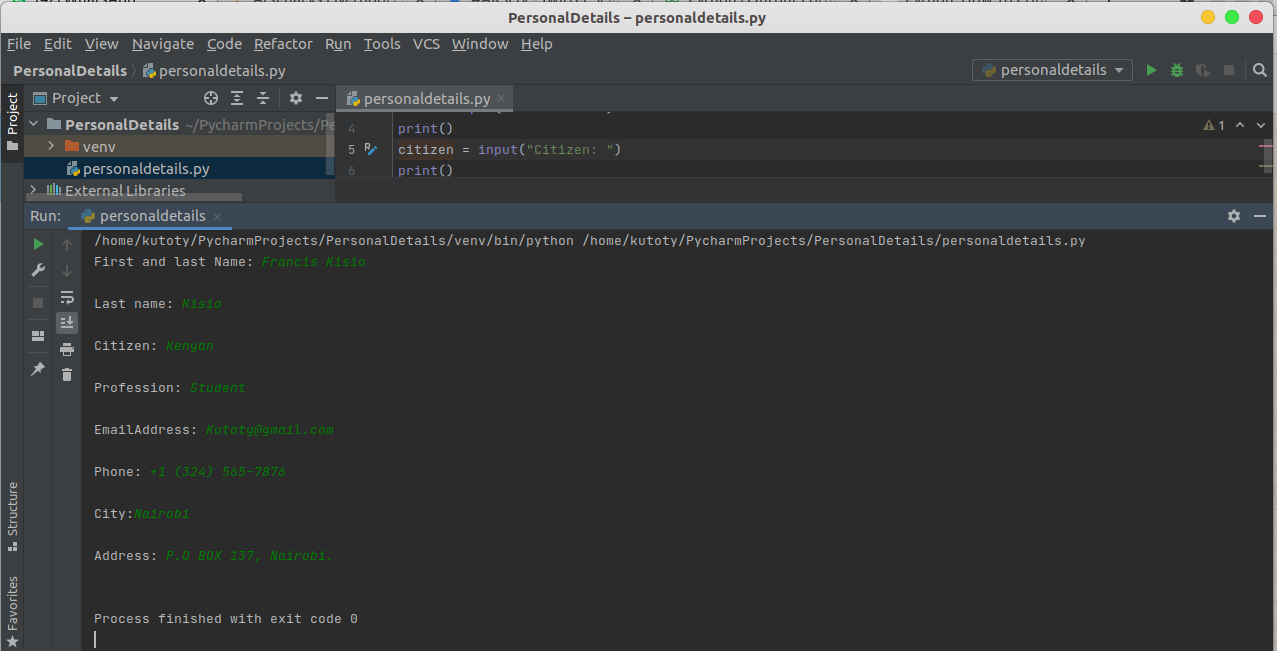 PersonalDetails – personaldetails.py
File Edit View Navigate Code Refactor Run Tools VCS Window Help
PersonalDetails personaldetails.py
personaldetails
Project
Project
personaldetails.py
PersonalDetails ~/PycharmProjects/Pe
venv
personaldetails.py
External Libraries
4 print()
5 citizen = input("Citizen: ")
6 print()
1
Run: personaldetails
/home/kutoty/PycharmProjects/PersonalDetails/venv/bin/python /home/kutoty/PycharmProjects/PersonalDetails/personaldetails.py
First and last Name: Francis Kisio
Last name: Kisio
Citizen: Kenyan
Profession: Student
EmailAddress: Kutoty@gmail.com
Phone: +1 (324) 565-7876
City:Nairobi
Address: P.O BOX 137, Nairobi.
Process finished with exit code 0
Structure
Favorites